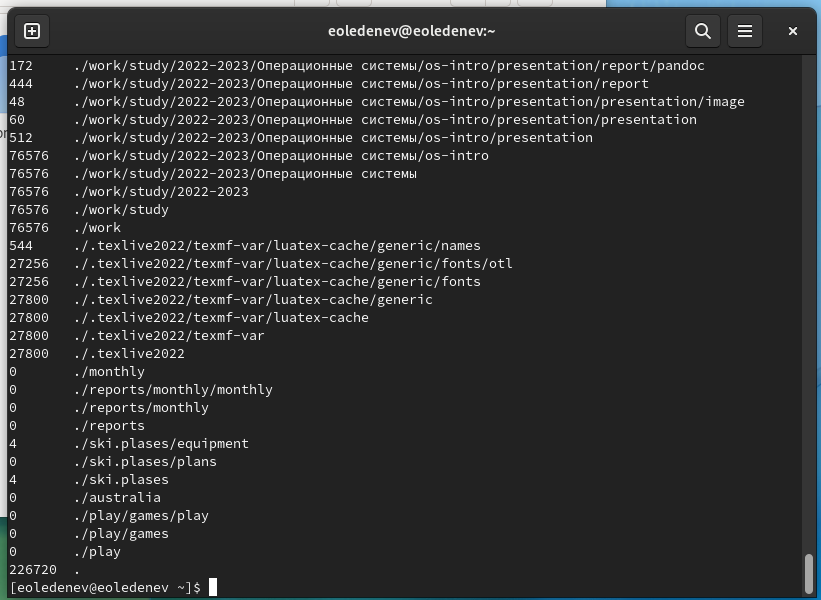 eoledenev@eoledenev:~
172 ./work/study/2022-2023/Операционные системы/os-intro/presentation/report/pandoc
444 ./work/study/2022-2023/Операционные системы/os-intro/presentation/report
48 ./work/study/2022-2023/Операционные системы/os-intro/presentation/presentation/image
60 ./work/study/2022-2023/Операционные системы/os-intro/presentation/presentation
512 ./work/study/2022-2023/Операционные системы/os-intro/presentation
76576 ./work/study/2022-2023/Операционные системы/os-intro
76576 ./work/study/2022-2023/Операционные системы
76576 ./work/study/2022-2023
76576 ./work/study
76576 ./work
544 ./.texlive2022/texmf-var/luatex-cache/generic/names
27256 ./.texlive2022/texmf-var/luatex-cache/generic/fonts/otl
27256 ./.texlive2022/texmf-var/luatex-cache/generic/fonts
27800 ./.texlive2022/texmf-var/luatex-cache/generic
27800 ./.texlive2022/texmf-var/luatex-cache
27800 ./.texlive2022/texmf-var
27800 ./.texlive2022
0 ./monthly
0 ./reports/monthly/monthly
0 ./reports/monthly
0 ./reports
4 ./ski.plases/equipment
0 ./ski.plases/plans
4 ./ski.plases
0 ./australia
0 ./play/games/play
0 ./play/games
0 ./play
226720 .
[eoledenev@eoledenev ~]$